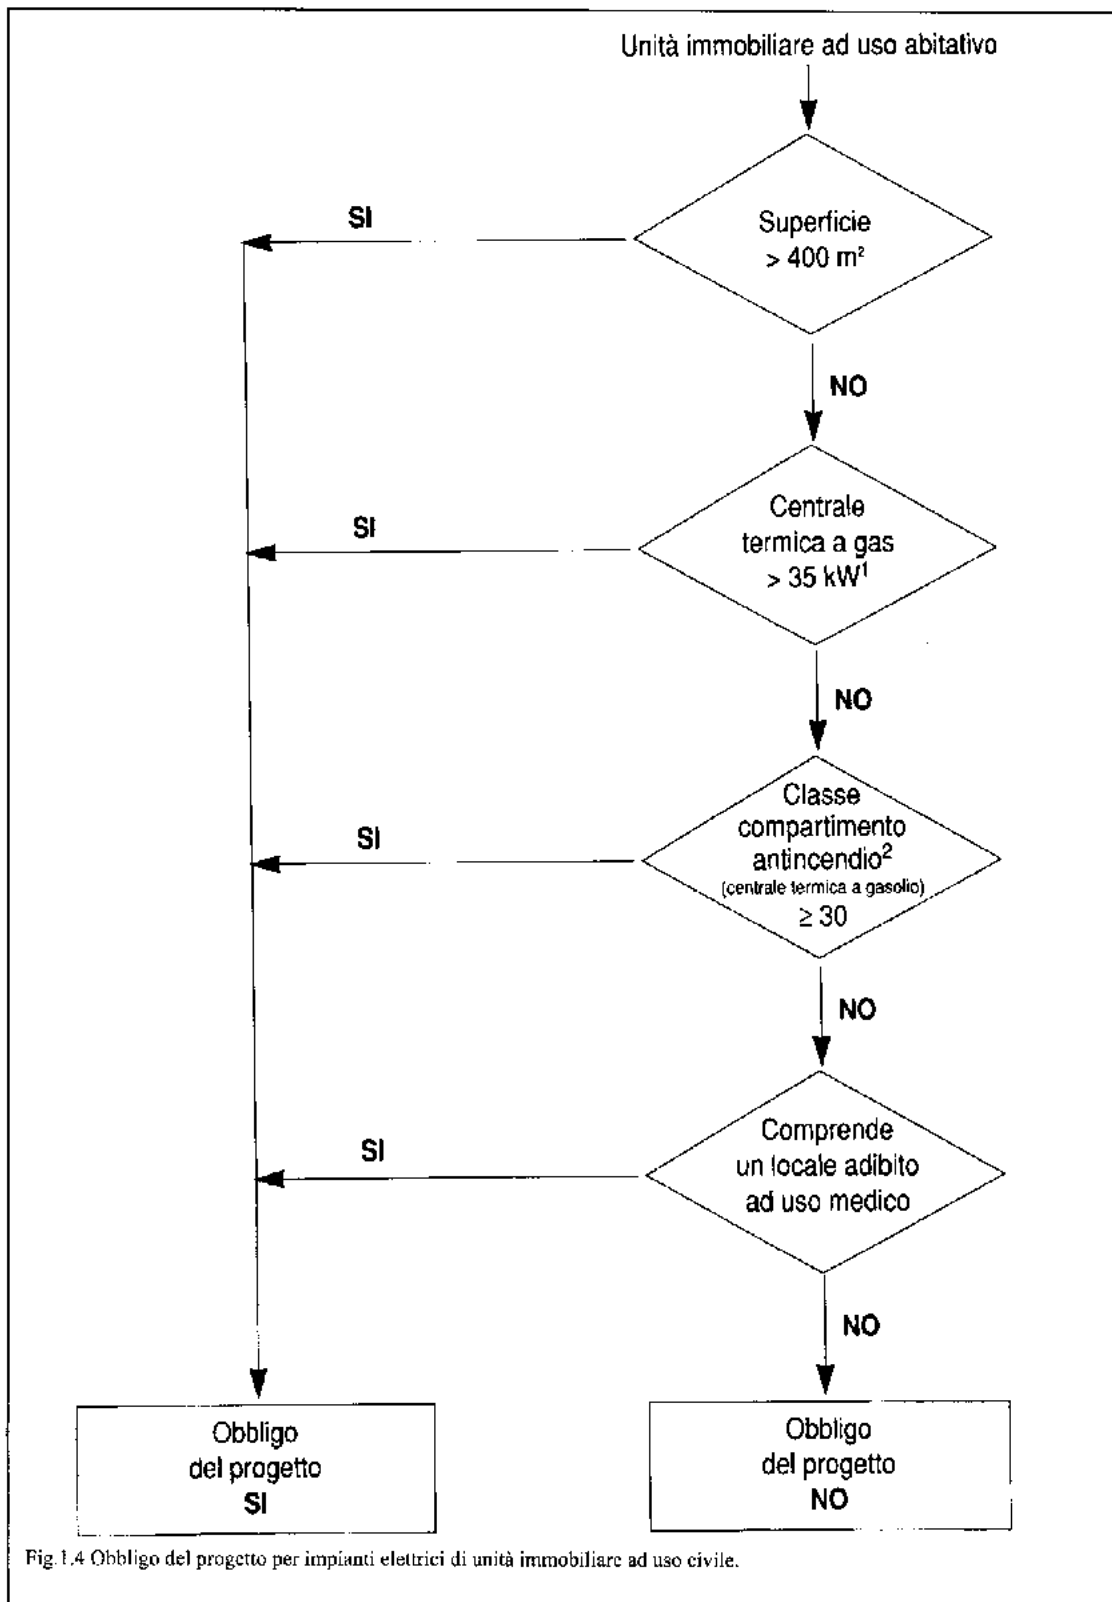 Unità immobiliare ad uso abitativo
SI
Superficie
> 400 m²
NO
SI
Centrale
termica a gas
> 35 kW¹
NO
SI
Classe
compartimento
antincendio²
(centrale termica a gasolio)
≥ 30
NO
SI
Comprende
un locale adibito
ad uso medico
NO
Obbligo
del progetto
SI
Obbligo
del progetto
NO
Fig.1.4 Obbligo del progetto per impianti elettrici di unità immobiliare ad uso civile.